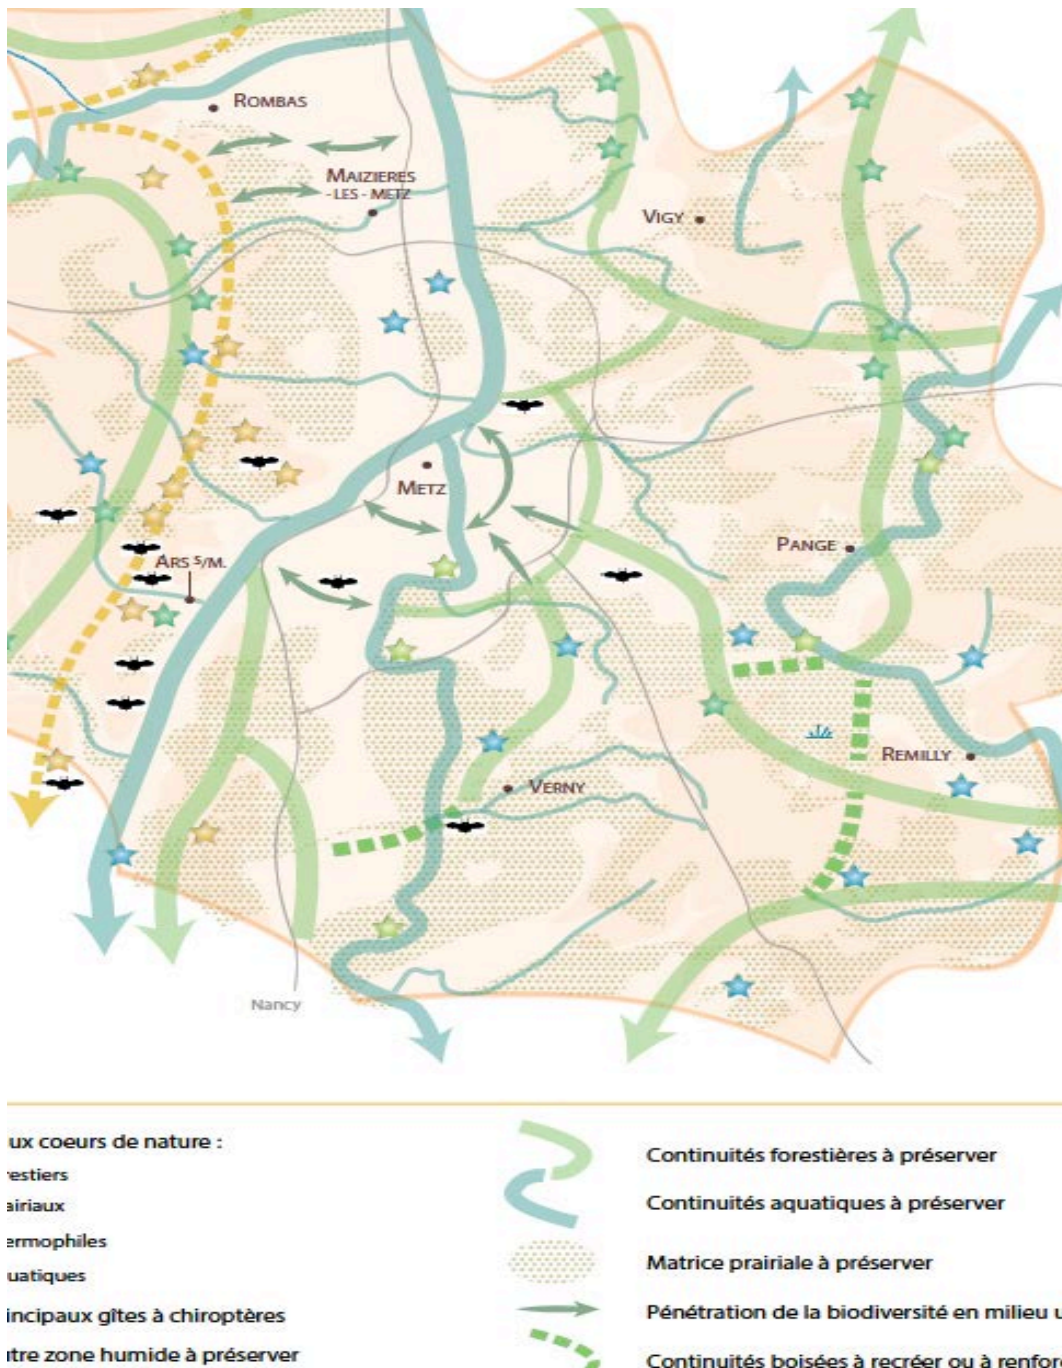 ROMBAS
MAIZIERES
- LES - METZ
VIGY
METZ
PANGE
ARS S/M.
REMILLY
VERNY
Nancy
ux coeurs de nature :
restiers
airiaux
ermophiles
uatiques
incipaux gîtes à chiroptères
utre zone humide à préserver
Continuités forestières à préserver
Continuités aquatiques à préserver
Matrice prairiale à préserver
Pénétration de la biodiversité en milieu u
Continuités boisées à recréer ou à renfor